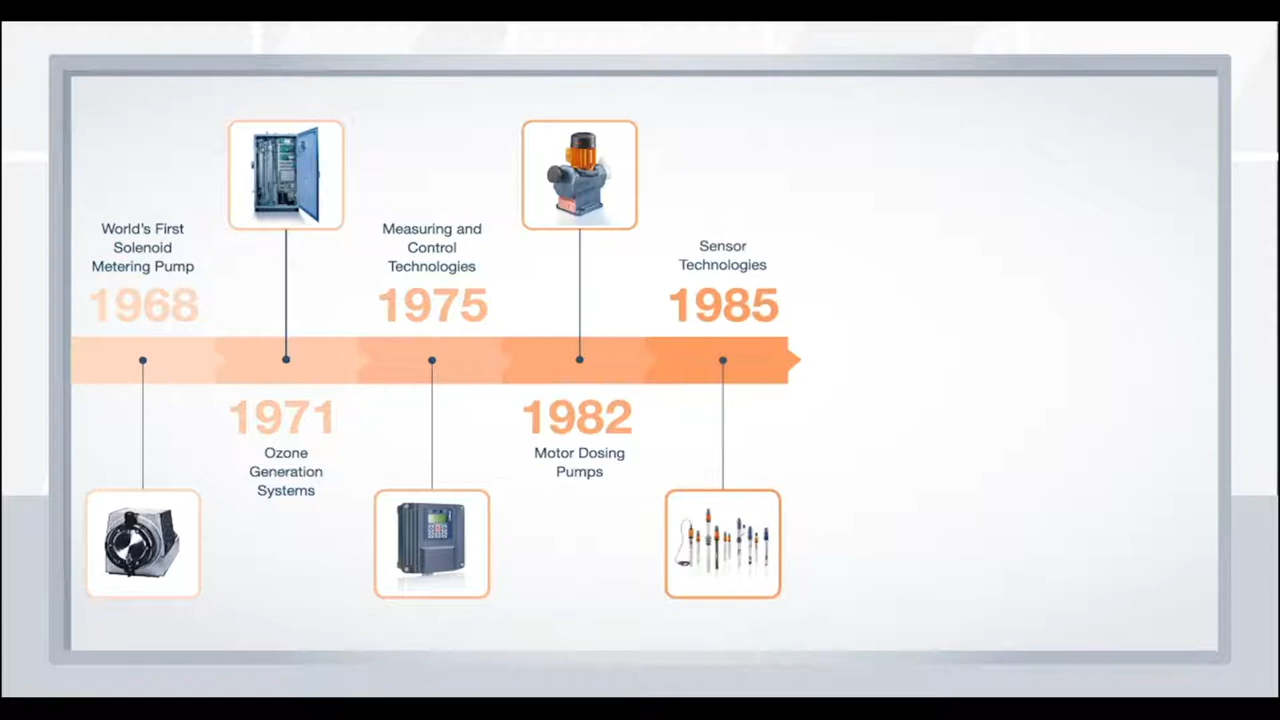 World's First
Solenoid
Metering Pump
1968
1971
Ozone
Generation
Systems
Measuring and
Control
Technologies
1975
1982
Motor Dosing
Pumps
Sensor
Technologies
1985